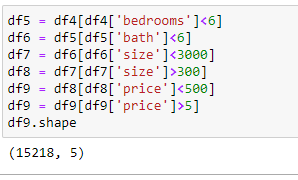 df5 = df4[df4['bedrooms']<6]
df6 = df5[df5['bath']<6]
df7 = df6[df6['size']<3000]
df8 = df7[df7['size']>300]
df9 = df8[df8['price']<500]
df9 = df9[df9['price']>5]
df9.shape
(15218, 5)